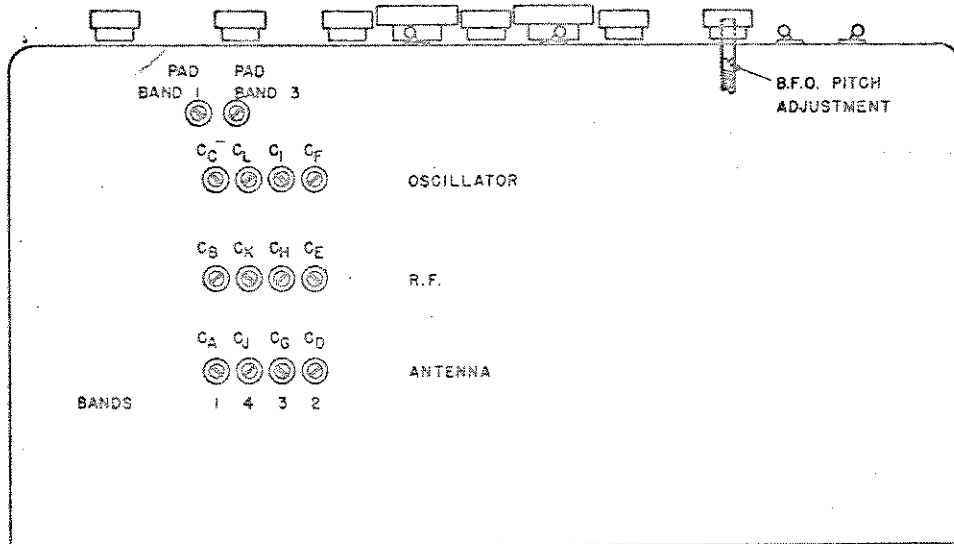 PAD PAD
BAND 1 BAND 3
B.F.O. PITCH
ADJUSTMENT
CC CL CI CF
OSCILLATOR
CB CK CH CE
R.F.
CA CJ CG CD
ANTENNA
BANDS 1 4 3 2